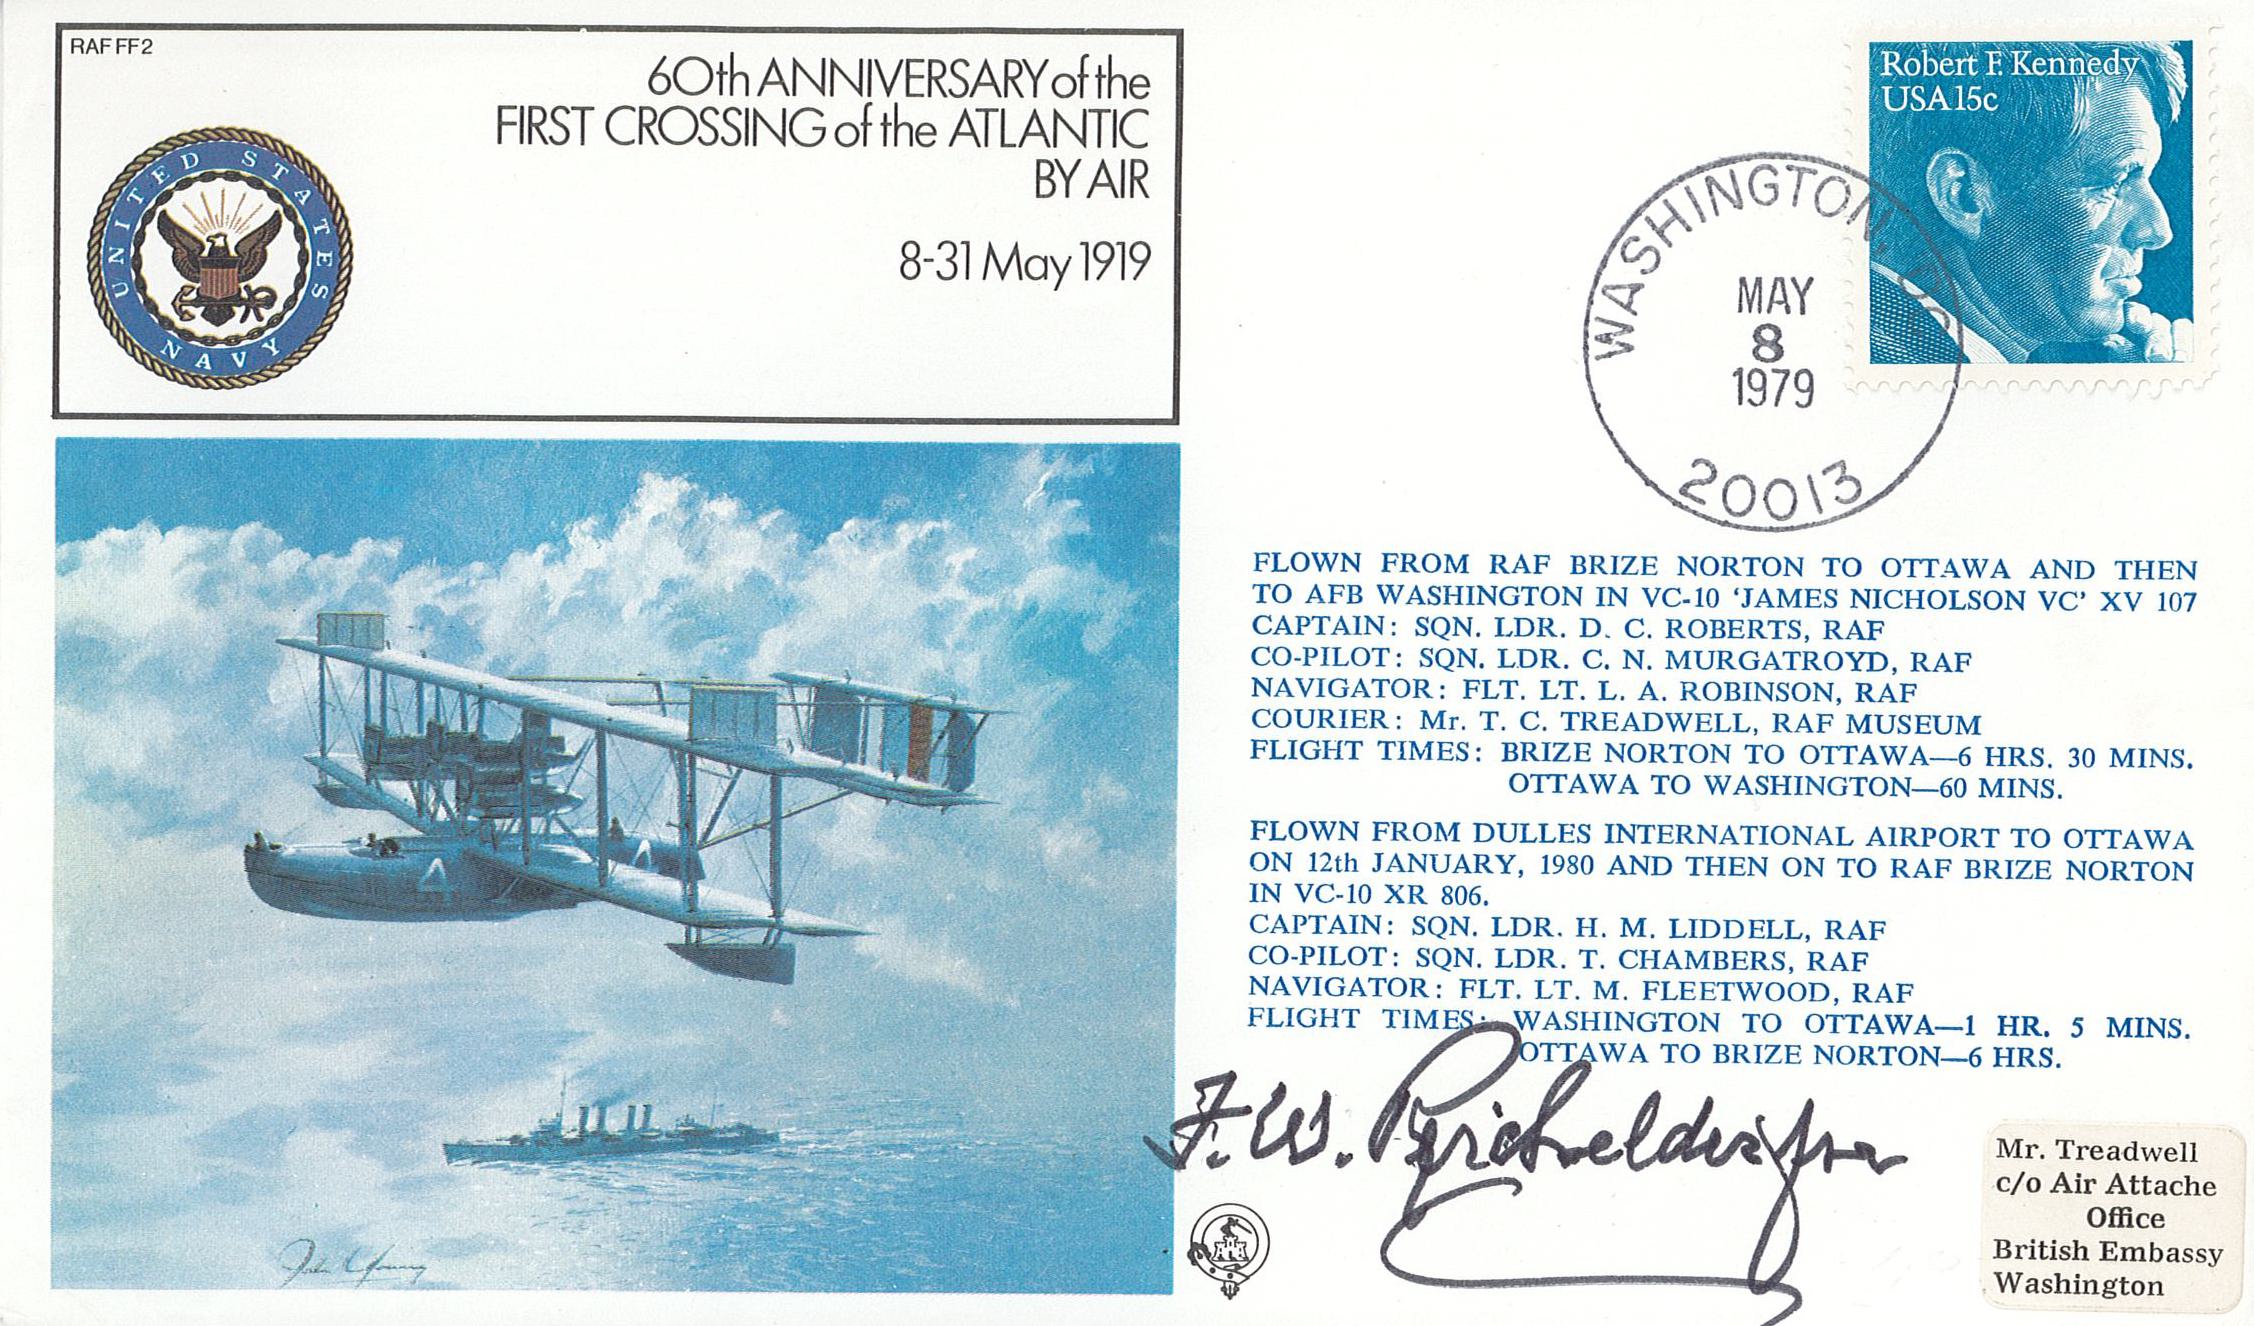 RAF FF2
60th ANNIVERSARY of the
FIRST CROSSING of the ATLANTIC
BY AIR
8-31 May 1919
UNITED STATES
NAVY
Robert F. Kennedy
USA 15c
WASHINGTON, DC
MAY
8
1979
20013
FLOWN FROM RAF BRIZE NORTON TO OTTAWA AND THEN
TO AFB WASHINGTON IN VC-10 'JAMES NICHOLSON VC' XV 107
CAPTAIN: SQN. LDR. D. C. ROBERTS, RAF
CO-PILOT: SQN. LDR. C. N. MURGATROYD, RAF
NAVIGATOR: FLT. LT. L. A. ROBINSON, RAF
COURIER: Mr. T. C. TREADWELL, RAF MUSEUM
FLIGHT TIMES: BRIZE NORTON TO OTTAWA—6 HRS. 30 MINS.
OTTAWA TO WASHINGTON—60 MINS.
FLOWN FROM DULLES INTERNATIONAL AIRPORT TO OTTAWA
ON 12th JANUARY, 1980 AND THEN ON TO RAF BRIZE NORTON
IN VC-10 XR 806.
CAPTAIN: SQN. LDR. H. M. LIDDELL, RAF
CO-PILOT: SQN. LDR. T. CHAMBERS, RAF
NAVIGATOR: FLT. LT. M. FLEETWOOD, RAF
FLIGHT TIMES: WASHINGTON TO OTTAWA—1 HR. 5 MINS.
OTTAWA TO BRIZE NORTON—6 HRS.
F. W.
Mr. Treadwell
c/o Air Attache
Office
British Embassy
Washington
4
4
John Young